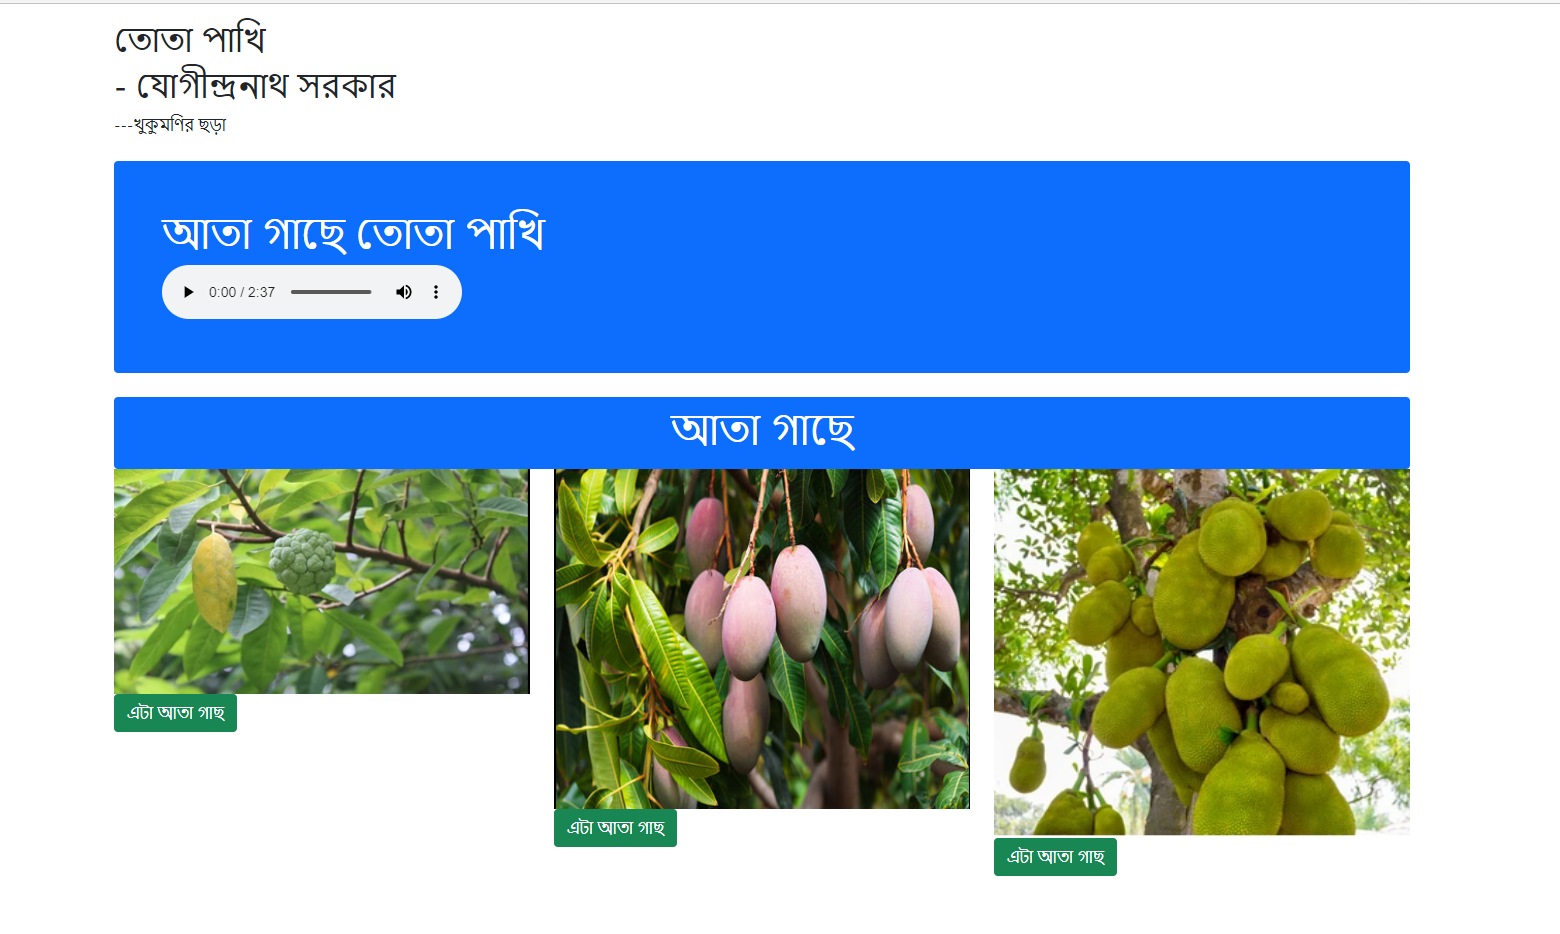 তোতা পাখি
- যোগীন্দ্রনাথ সরকার
---খুকুমণির ছড়া
আতা গাছে তোতা পাখি
0:00 / 2:37
আতা গাছে
এটা আতা গাছ
এটা আতা গাছ
এটা আতা গাছ